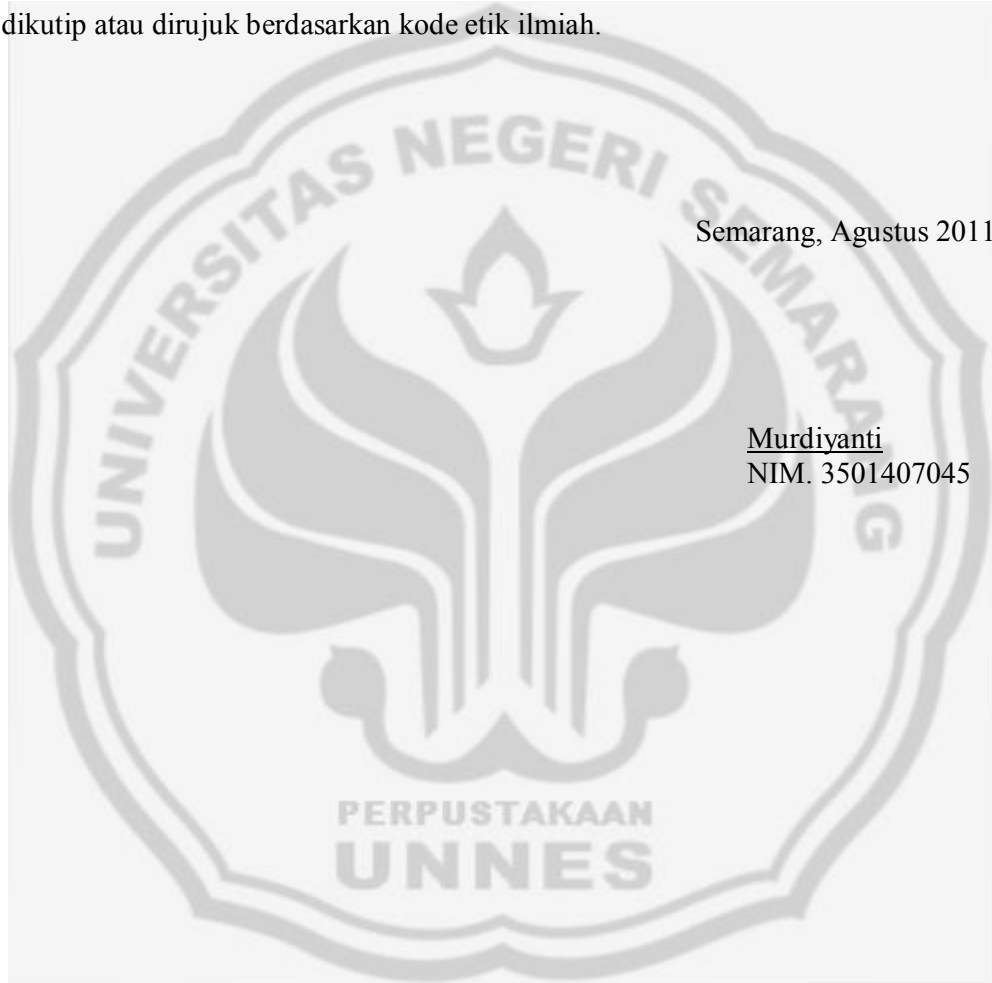 dikutip atau dirujuk berdasarkan kode etik ilmiah.
UNIVERSITAS NEGERI SEMARANG
Semarang, Agustus 2011
Murdiyanti
NIM. 3501407045
PERPUSTAKAAN
UNNES